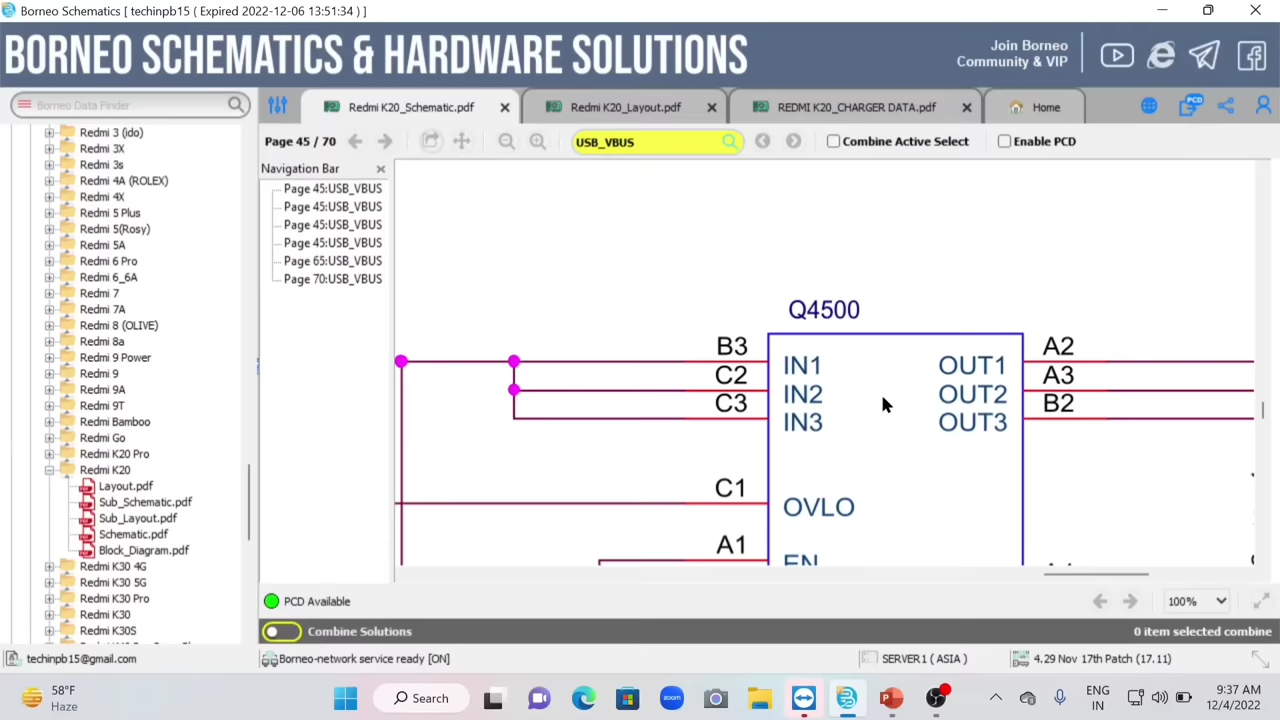 Borneo Schematics [ techinpb15 ( Expired 2022-12-06 13:51:34 ) ]
BORNEO SCHEMATICS & HARDWARE SOLUTIONS
Join Borneo
Community & VIP
Borneo Data Finder
Redmi K20_Schematic.pdf
Redmi K20_Layout.pdf
REDMI K20_CHARGER DATA.pdf
Home
PCD
Page 45 / 70
USB_VBUS
Combine Active Select
Enable PCD
Navigation Bar
Page 45:USB_VBUS
Page 45:USB_VBUS
Page 45:USB_VBUS
Page 45:USB_VBUS
Page 65:USB_VBUS
Page 70:USB_VBUS
Redmi 3 (ido)
Redmi 3X
Redmi 3s
Redmi 4A (ROLEX)
Redmi 4X
Redmi 5 Plus
Redmi 5(Rosy)
Redmi 5A
Redmi 6 Pro
Redmi 6_6A
Redmi 7
Redmi 7A
Redmi 8 (OLIVE)
Redmi 8a
Redmi 9 Power
Redmi 9
Redmi 9A
Redmi 9T
Redmi Bamboo
Redmi Go
Redmi K20 Pro
Redmi K20
Layout.pdf
Sub_Schematic.pdf
Sub_Layout.pdf
Schematic.pdf
Block_Diagram.pdf
Redmi K30 4G
Redmi K30 5G
Redmi K30 Pro
Redmi K30
Redmi K30S
Q4500
B3 IN1 OUT1 A2
C2 IN2 OUT2 A3
C3 IN3 OUT3 B2
C1 OVLO
A1 EN
PCD Available
100%
Combine Solutions
0 item selected combine
techinpb15@gmail.com
Borneo-network service ready [ON]
SERVER1 ( ASIA )
4.29 Nov 17th Patch (17.11)
58°F
Haze
Search
zoom
ENG
IN
9:37 AM
12/4/2022